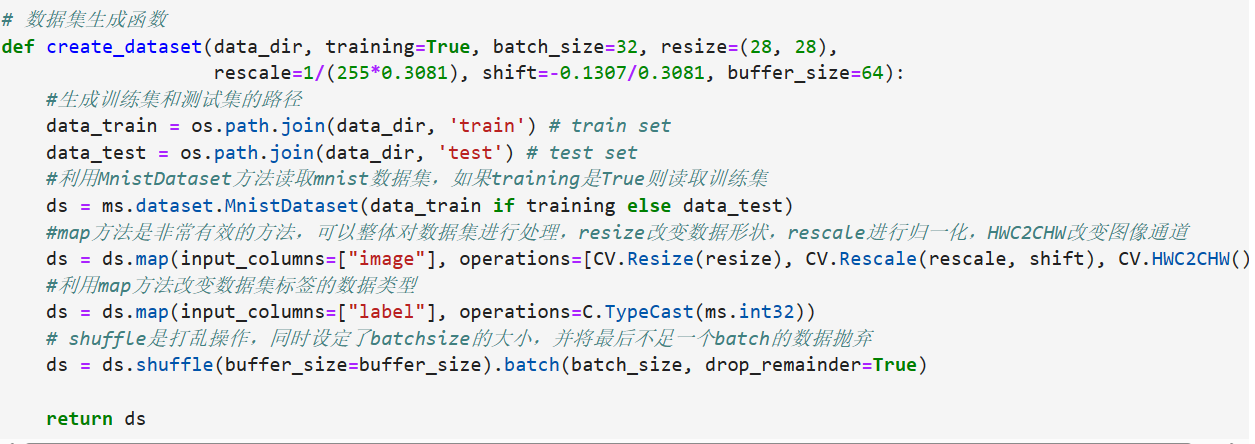 # 数据集生成函数
def create_dataset(data_dir, training=True, batch_size=32, resize=(28, 28),
                   rescale=1/(255*0.3081), shift=-0.1307/0.3081, buffer_size=64):
    #生成训练集和测试集的路径
    data_train = os.path.join(data_dir, 'train') # train set
    data_test = os.path.join(data_dir, 'test') # test set
    #利用MnistDataset方法读取mnist数据集，如果training是True则读取训练集
    ds = ms.dataset.MnistDataset(data_train if training else data_test)
    #map方法是非常有效的方法，可以整体对数据集进行处理，resize改变数据形状，rescale进行归一化，HWC2CHW改变图像通道
    ds = ds.map(input_columns=["image"], operations=[CV.Resize(resize), CV.Rescale(rescale, shift), CV.HWC2CHW()
    #利用map方法改变数据集标签的数据类型
    ds = ds.map(input_columns=["label"], operations=C.TypeCast(ms.int32))
    # shuffle是打乱操作，同时设定了batchsize的大小，并将最后不足一个batch的数据抛弃
    ds = ds.shuffle(buffer_size=buffer_size).batch(batch_size, drop_remainder=True)
    return ds